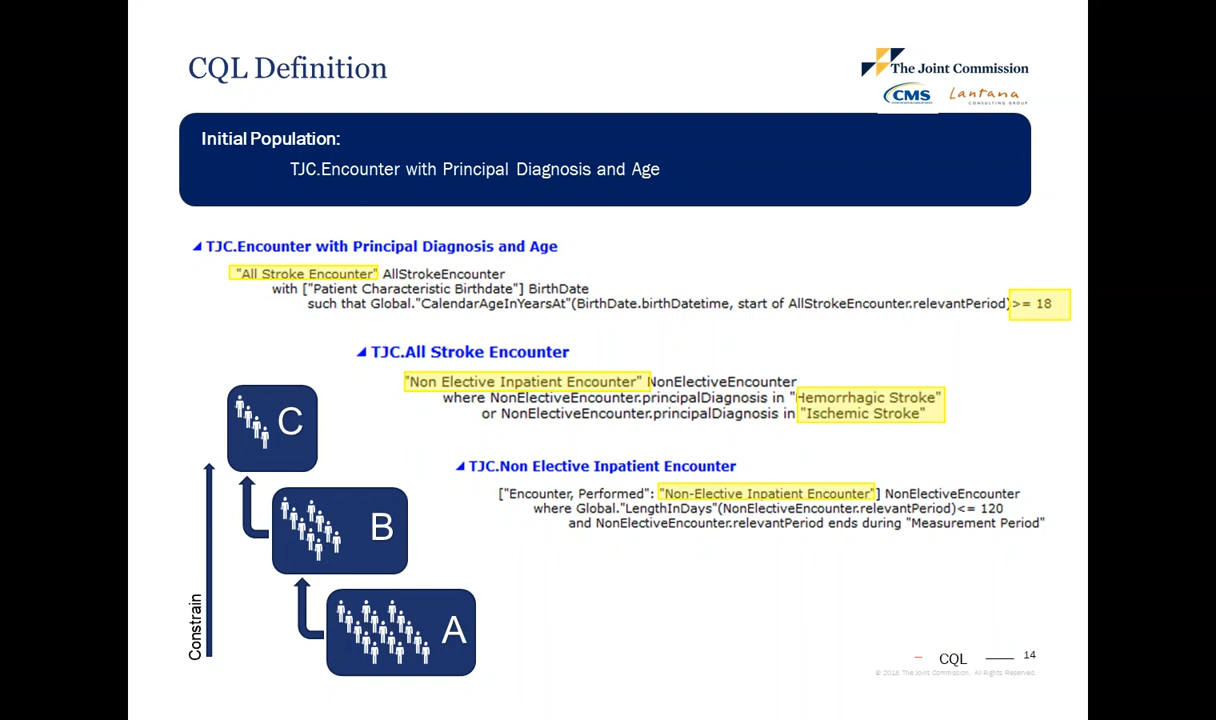 CQL Definition
The Joint Commission
CMS
Lantana
CONSULTING GROUP
Initial Population:
TJC.Encounter with Principal Diagnosis and Age
TJC.Encounter with Principal Diagnosis and Age
"All Stroke Encounter" AllStrokeEncounter
with ["Patient Characteristic Birthdate"] BirthDate
such that Global."CalendarAgeInYearsAt"(BirthDate.birthDatetime, start of AllStrokeEncounter.relevantPeriod)>= 18
TJC.All Stroke Encounter
"Non Elective Inpatient Encounter" NonElectiveEncounter
where NonElectiveEncounter.principalDiagnosis in "Hemorrhagic Stroke"
or NonElectiveEncounter.principalDiagnosis in "Ischemic Stroke"
TJC.Non Elective Inpatient Encounter
["Encounter, Performed": "Non-Elective Inpatient Encounter"] NonElectiveEncounter
where Global."LengthInDays"(NonElectiveEncounter.relevantPeriod)<= 120
and NonElectiveEncounter.relevantPeriod ends during "Measurement Period"
C
B
A
Constrain
CQL
14
The Joint Commission. All Rights Reserved.